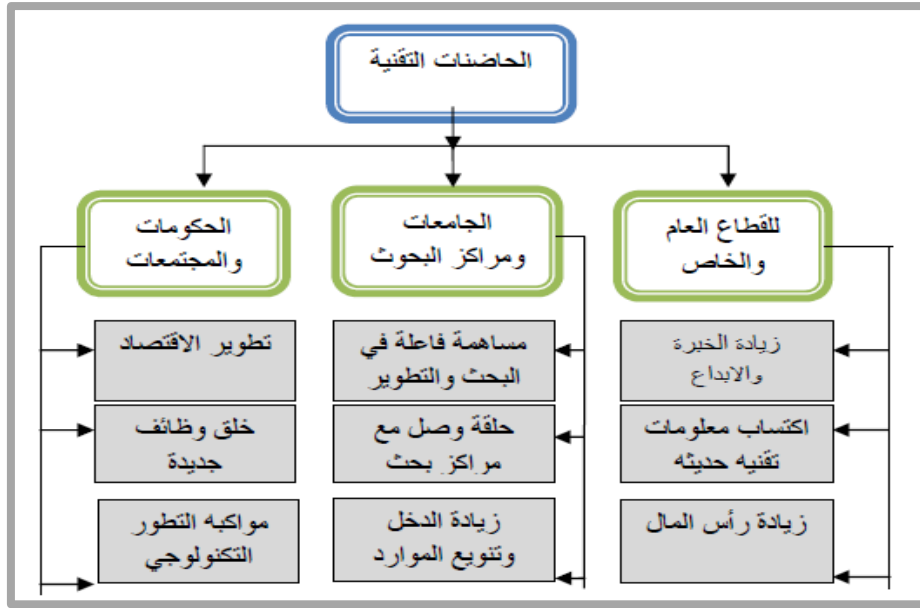 الحاضنات التقنية
للقطاع العام
والخاص
زيادة الخبرة
والابداع
اكتساب معلومات
تقنيه حديثه
زيادة رأس المال
الجامعات
ومراكز البحوث
مساهمة فاعلة في
البحث والتطوير
حلقة وصل مع
مراكز بحث
زيادة الدخل
وتنويع الموارد
الحكومات
والمجتمعات
تطوير الاقتصاد
خلق وظائف
جديدة
مواكبه التطور
التكنولوجي